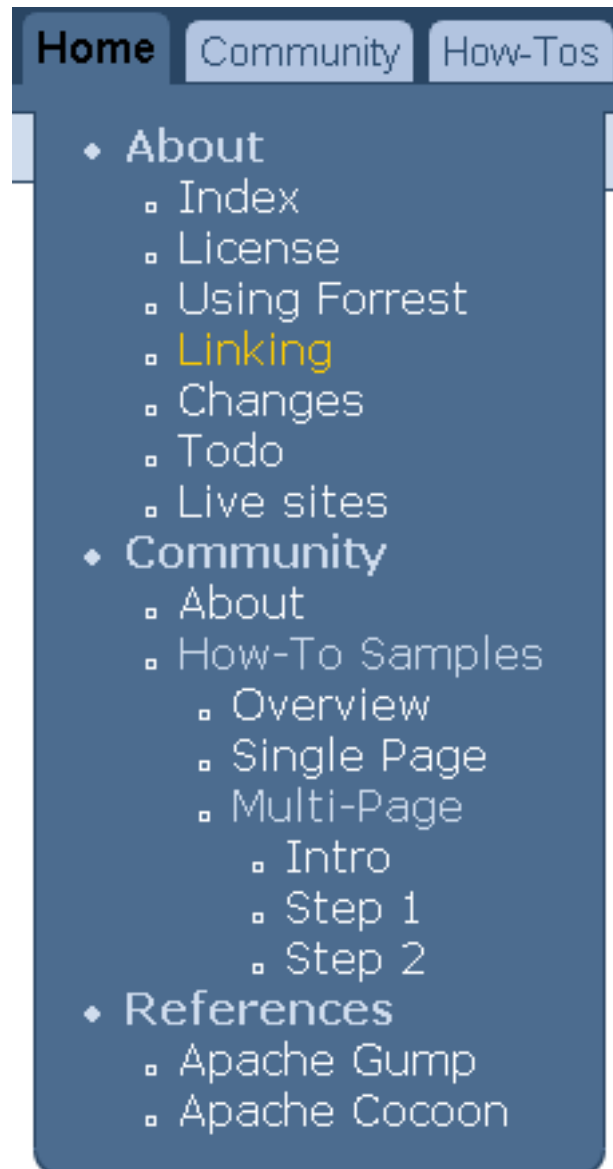 Home Community How-Tos
About
Index
License
Using Forrest
Linking
Changes
Todo
Live sites
Community
About
How-To Samples
Overview
Single Page
Multi-Page
Intro
Step 1
Step 2
References
Apache Gump
Apache Cocoon